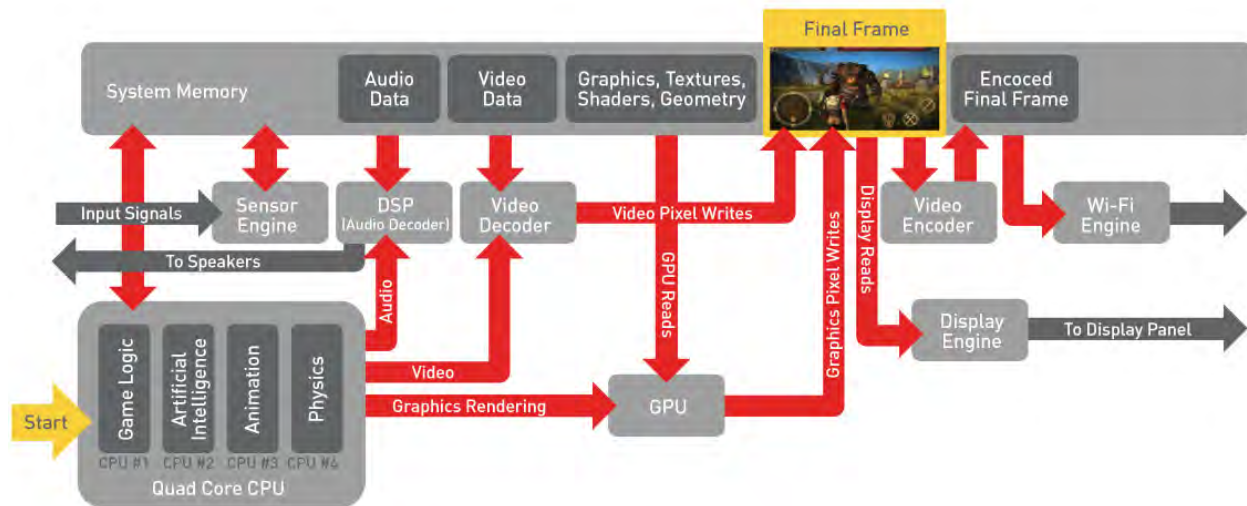 Final Frame
System Memory
Audio
Data
Video
Data
Graphics, Textures,
Shaders, Geometry
Encoced
Final Frame
Input Signals
Sensor
Engine
DSP
[Audio Decoder]
Video
Decoder
Video Pixel Writes
Video
Encoder
Wi-Fi
Engine
To Speakers
Audio
GPU Reads
Graphics Pixel Writes
Display Reads
Display
Engine
To Display Panel
Start
Game Logic
Artificial
Intelligence
Animation
Physics
CPU #1
CPU #2
CPU #3
CPU #4
Quad Core CPU
Video
Graphics Rendering
GPU